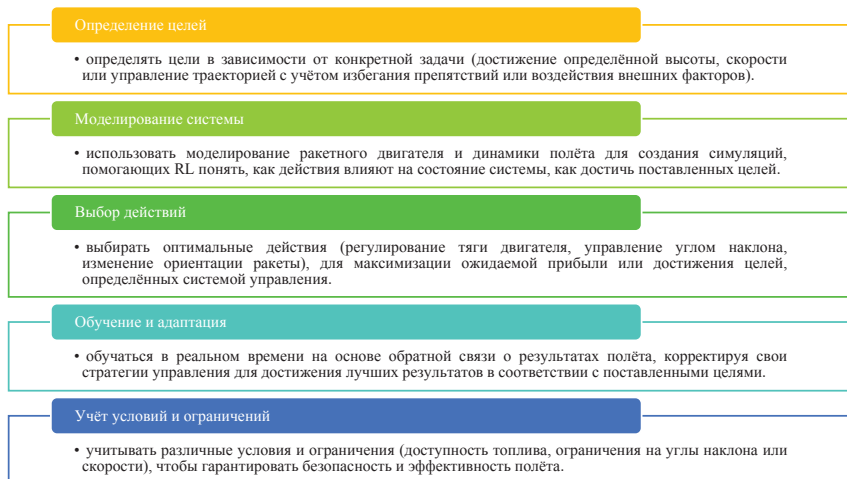 Определение целей
• определять цели в зависимости от конкретной задачи (достижение определённой высоты, скорости
или управление траекторией с учётом избегания препятствий или воздействия внешних факторов).
Моделирование системы
• использовать моделирование ракетного двигателя и динамики полёта для создания симуляций,
помогающих RL понять, как действия влияют на состояние системы, как достичь поставленных целей.
Выбор действий
• выбирать оптимальные действия (регулирование тяги двигателя, управление углом наклона,
изменение ориентации ракеты), для максимизации ожидаемой прибыли или достижения целей,
определённых системой управления.
Обучение и адаптация
• обучаться в реальном времени на основе обратной связи о результатах полёта, корректируя свои
стратегии управления для достижения лучших результатов в соответствии с поставленными целями.
Учёт условий и ограничений
• учитывать различные условия и ограничения (доступность топлива, ограничения на углы наклона или
скорости), чтобы гарантировать безопасность и эффективность полёта.